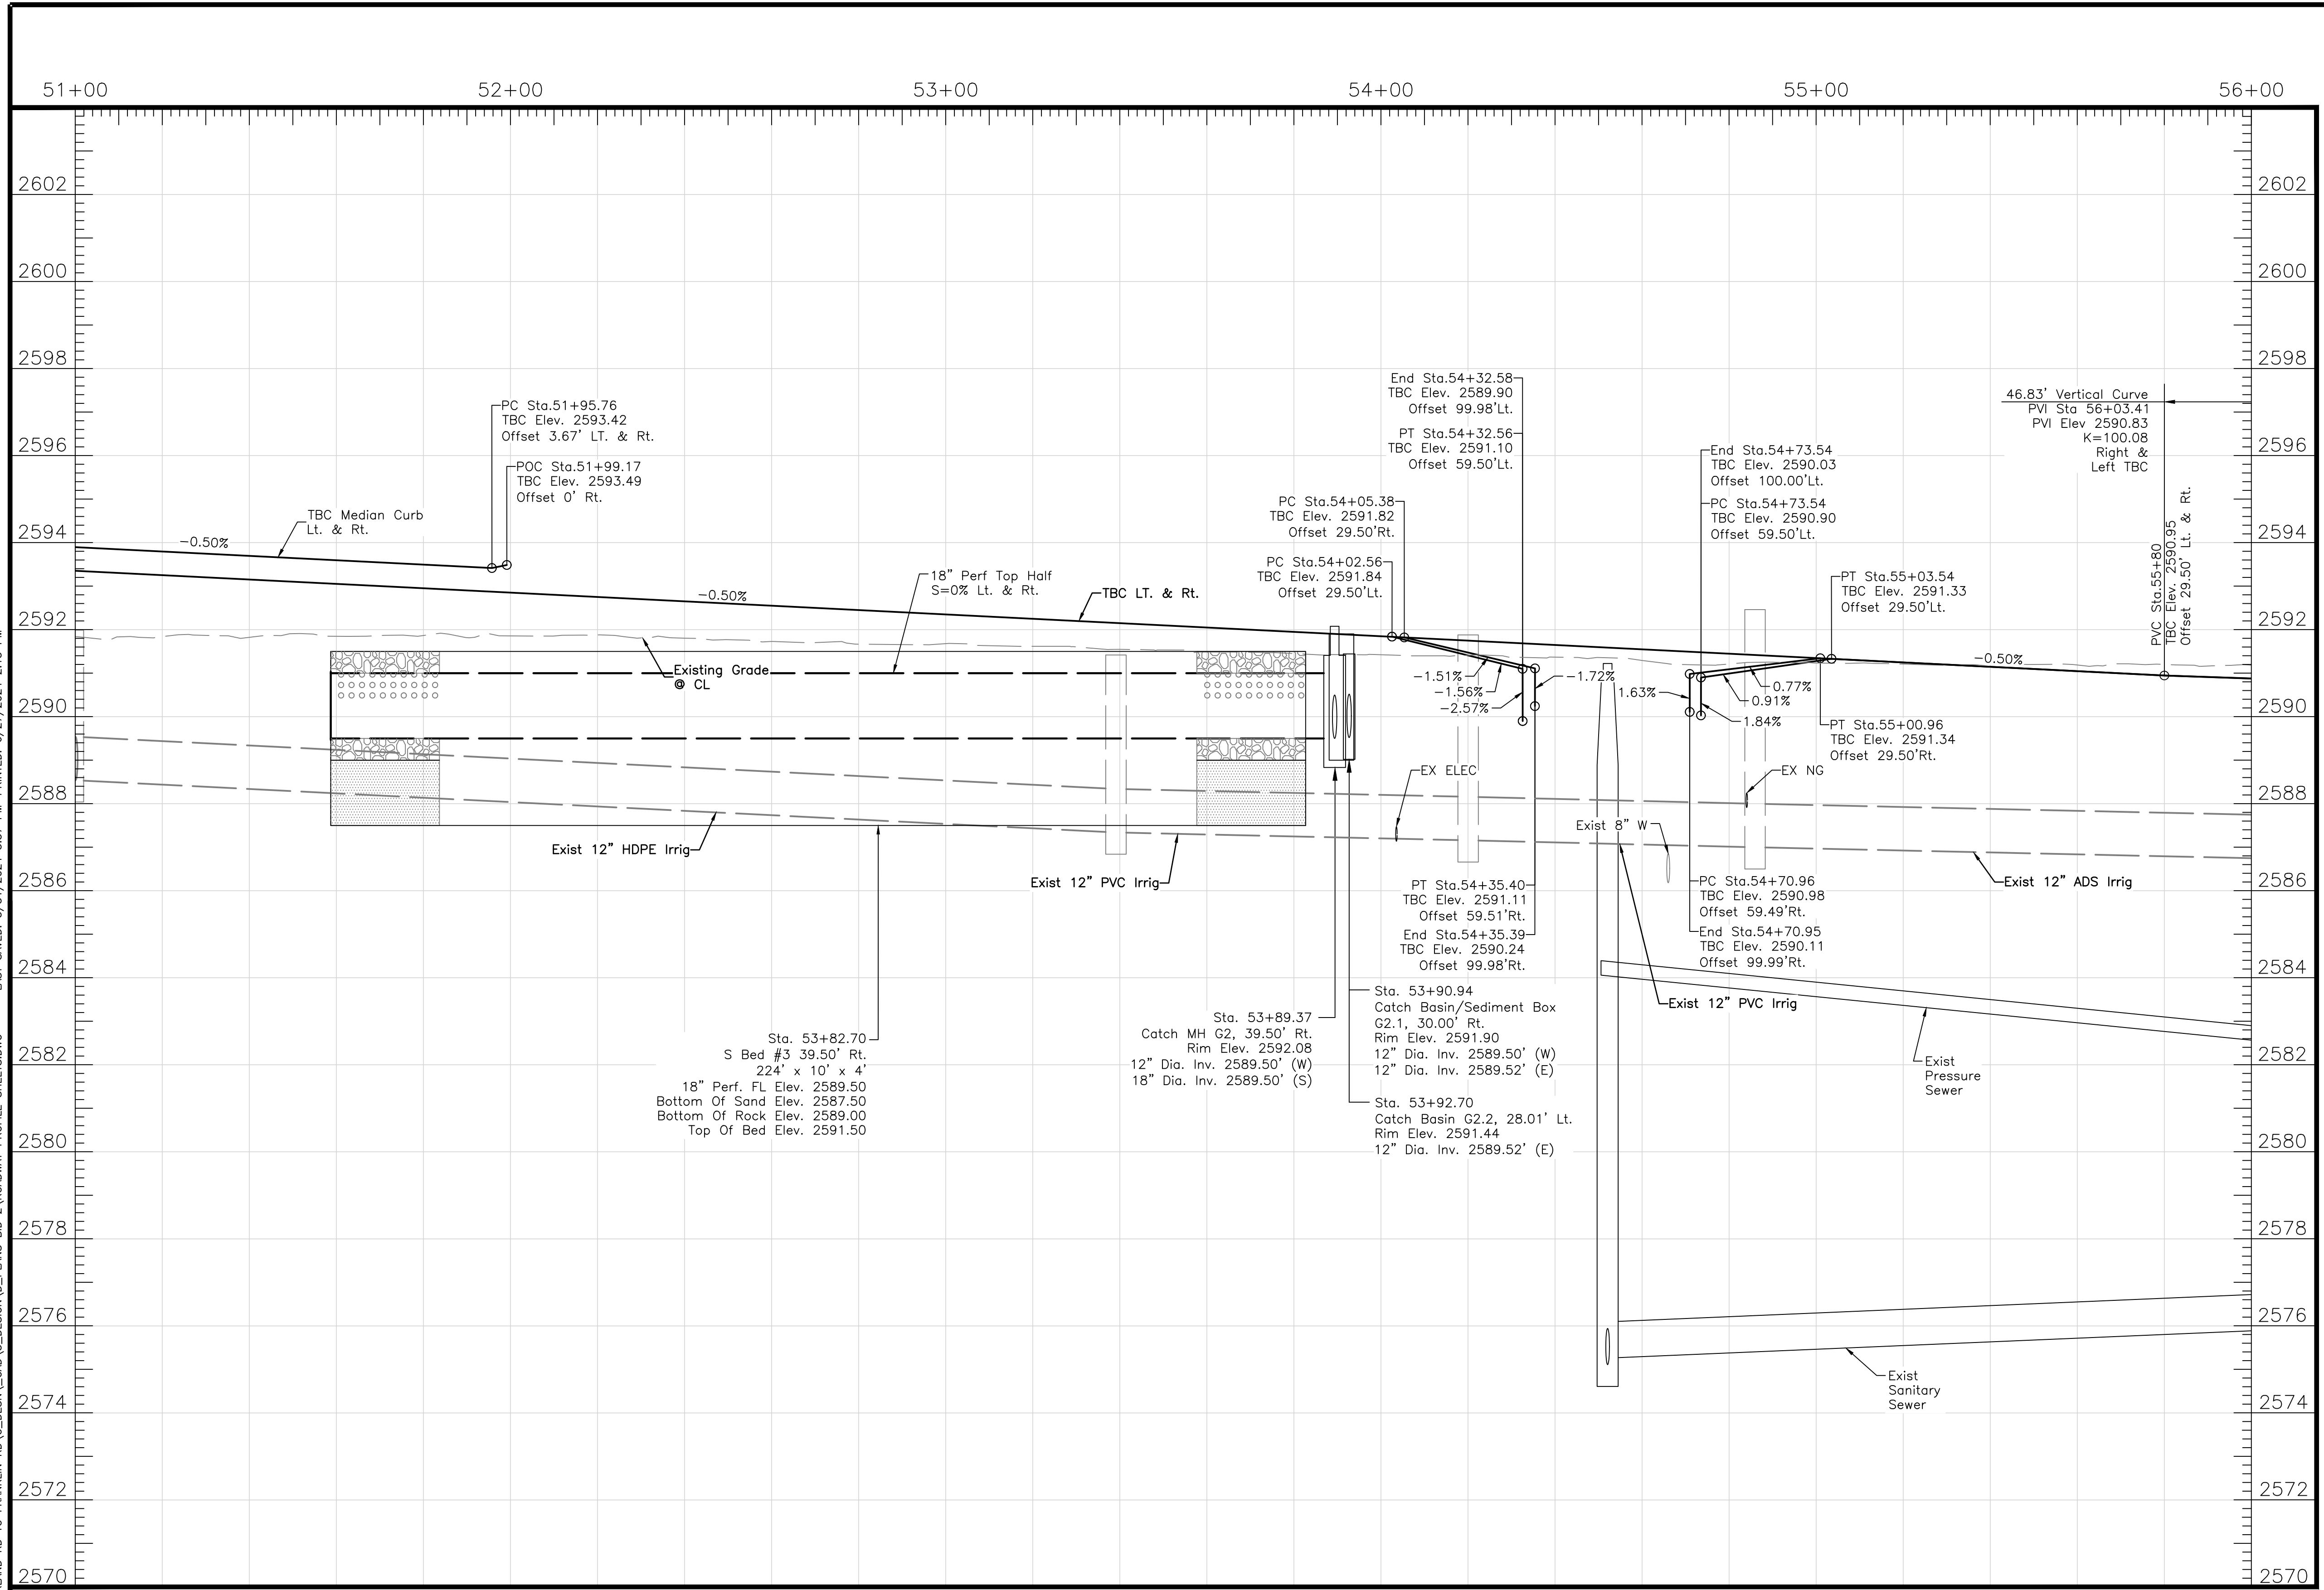 51+00
52+00
53+00
54+00
55+00
56+00
2602
2600
2598
2596
2594
2592
2590
2588
2586
2584
2582
2580
2578
2576
2574
2572
2570
2602
2600
2598
2596
2594
2592
2590
2588
2586
2584
2582
2580
2578
2576
2574
2572
2570
PC Sta.51+95.76
TBC Elev. 2593.42
Offset 3.67' LT. & Rt.
POC Sta.51+99.17
TBC Elev. 2593.49
Offset 0' Rt.
TBC Median Curb
Lt. & Rt.
-0.50%
-0.50%
18" Perf Top Half
S=0% Lt. & Rt.
TBC LT. & Rt.
Existing Grade
@ CL
Exist 12" HDPE Irrig
Exist 12" PVC Irrig
End Sta.54+32.58
TBC Elev. 2589.90
Offset 99.98'Lt.
PT Sta.54+32.56
TBC Elev. 2591.10
Offset 59.50'Lt.
PC Sta.54+05.38
TBC Elev. 2591.82
Offset 29.50'Rt.
PC Sta.54+02.56
TBC Elev. 2591.84
Offset 29.50'Lt.
End Sta.54+73.54
TBC Elev. 2590.03
Offset 100.00'Lt.
PC Sta.54+73.54
TBC Elev. 2590.90
Offset 59.50'Lt.
46.83' Vertical Curve
PVI Sta 56+03.41
PVI Elev 2590.83
K=100.08
Right &
Left TBC
PVC Sta.55+80
TBC Elev. 2590.95
Offset 29.50' Lt. & Rt.
PT Sta.55+03.54
TBC Elev. 2591.33
Offset 29.50'Lt.
-0.50%
-1.51%
-1.56%
-2.57%
-1.72%
1.63%
0.77%
0.91%
1.84%
PT Sta.55+00.96
TBC Elev. 2591.34
Offset 29.50'Rt.
EX ELEC
EX NG
Exist 8" W
Exist 12" ADS Irrig
PT Sta.54+35.40
TBC Elev. 2591.11
Offset 59.51'Rt.
End Sta.54+35.39
TBC Elev. 2590.24
Offset 99.98'Rt.
PC Sta.54+70.96
TBC Elev. 2590.98
Offset 59.49'Rt.
End Sta.54+70.95
TBC Elev. 2590.11
Offset 99.99'Rt.
Exist 12" PVC Irrig
Sta. 53+82.70
S Bed #3 39.50' Rt.
224' x 10' x 4'
18" Perf. FL Elev. 2589.50
Bottom Of Sand Elev. 2587.50
Bottom Of Rock Elev. 2589.00
Top Of Bed Elev. 2591.50
Sta. 53+89.37
Catch MH G2, 39.50' Rt.
Rim Elev. 2592.08
12" Dia. Inv. 2589.50' (W)
18" Dia. Inv. 2589.50' (S)
Sta. 53+90.94
Catch Basin/Sediment Box
G2.1, 30.00' Rt.
Rim Elev. 2591.90
12" Dia. Inv. 2589.50' (W)
12" Dia. Inv. 2589.52' (E)
Sta. 53+92.70
Catch Basin G2.2, 28.01' Lt.
Rim Elev. 2591.44
12" Dia. Inv. 2589.52' (E)
Exist
Pressure
Sewer
Exist
Sanitary
Sewer